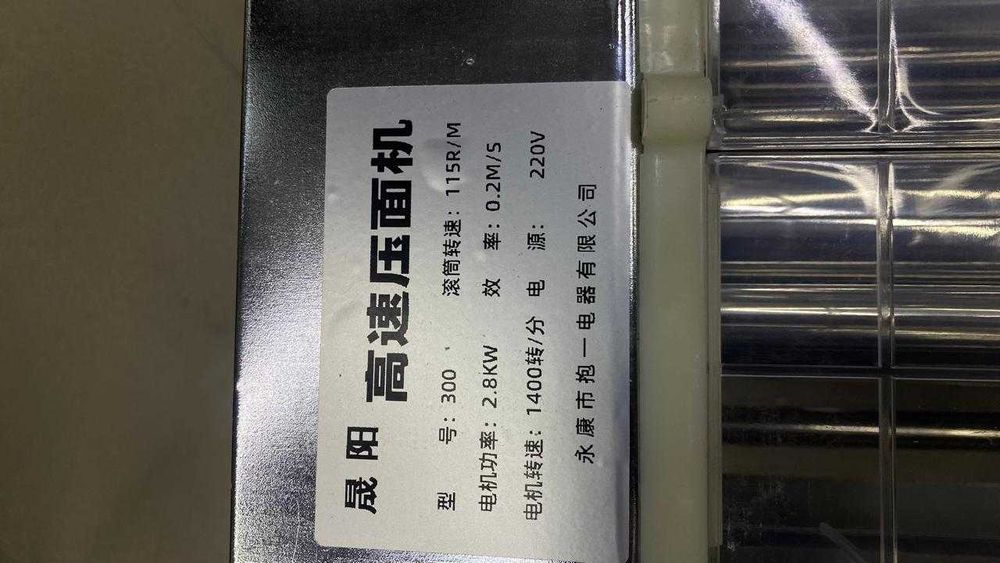 晟阳 高速压面机
型 号：300 滚筒转速：115R/M
电机功率：2.8KW 效 率：0.2M/S
电机转速：1400转/分 电 源： 220V
永康市抱一电器有限公司